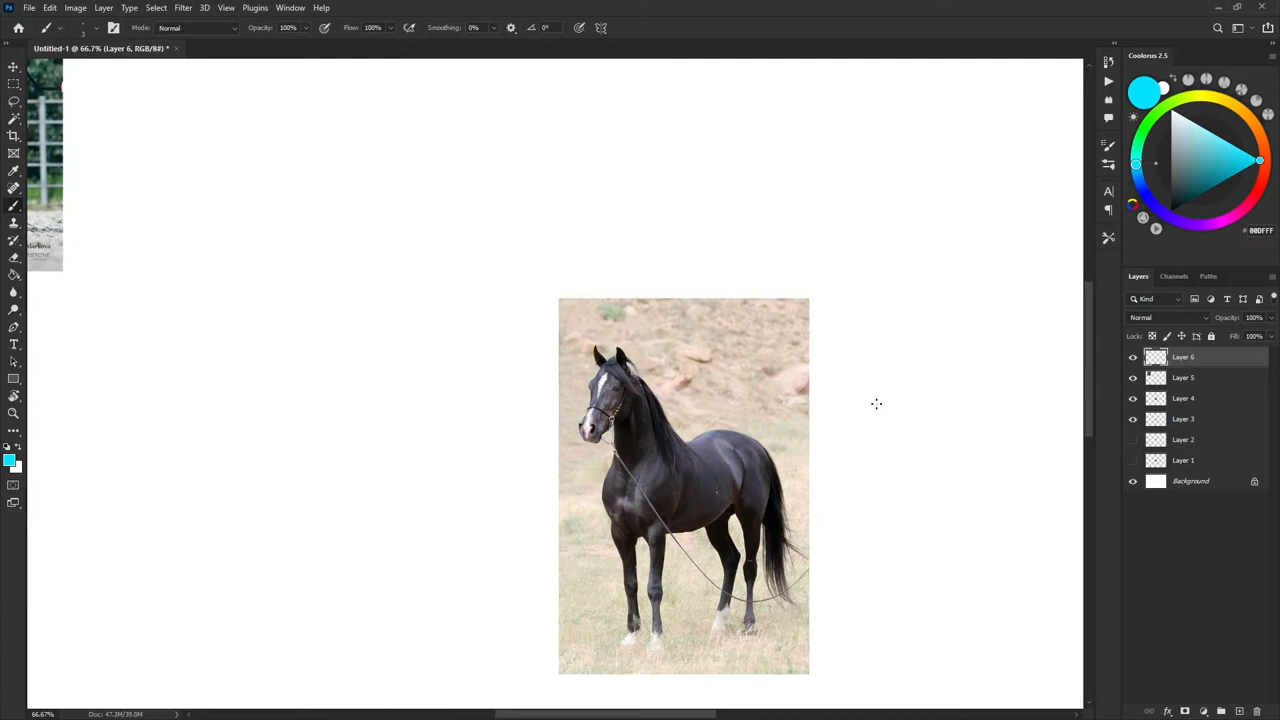 Ps File Edit Image Layer Type Select Filter 3D View Plugins Window Help
3 Mode: Normal Opacity: 100% Flow: 100% Smoothing: 0% 0°
Untitled-1 @ 66.7% (Layer 6, RGB/8#) *
Coolorus 2.5
# 00DFFF
Layers Channels Paths
Kind
Normal Opacity: 100%
Lock: Fill: 100%
Layer 6
Layer 5
Layer 4
Layer 3
Layer 2
Layer 1
Background
66.67% Doc: 47.3M/39.0M